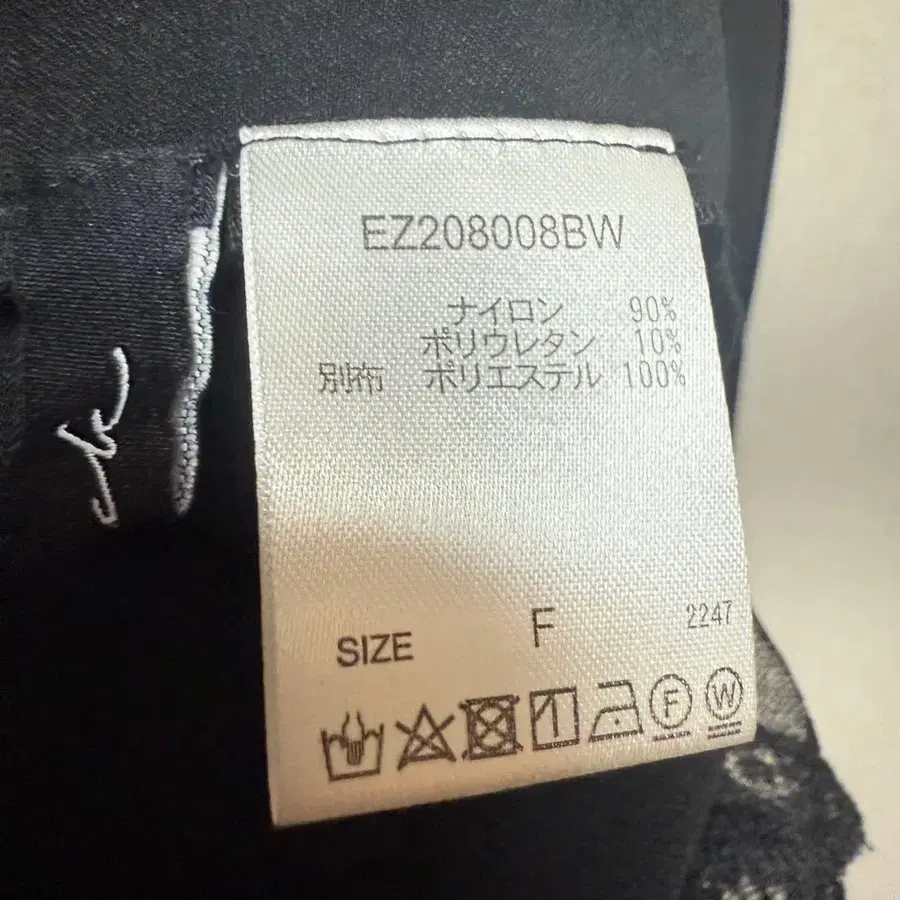 EZ208008BW
ナイロン 90%
ポリウレタン 10%
別布 ポリエステル 100%
SIZE F 2247
F W